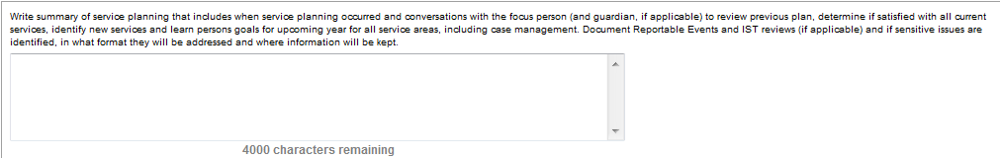 Write summary of service planning that includes when service planning occurred and conversations with the focus person (and guardian, if applicable) to review previous plan, determine if satisfied with all current
services, identify new services and learn persons goals for upcoming year for all service areas, including case management. Document Reportable Events and IST reviews (if applicable) and if sensitive issues are
identified, in what format they will be addressed and where information will be kept.
4000 characters remaining